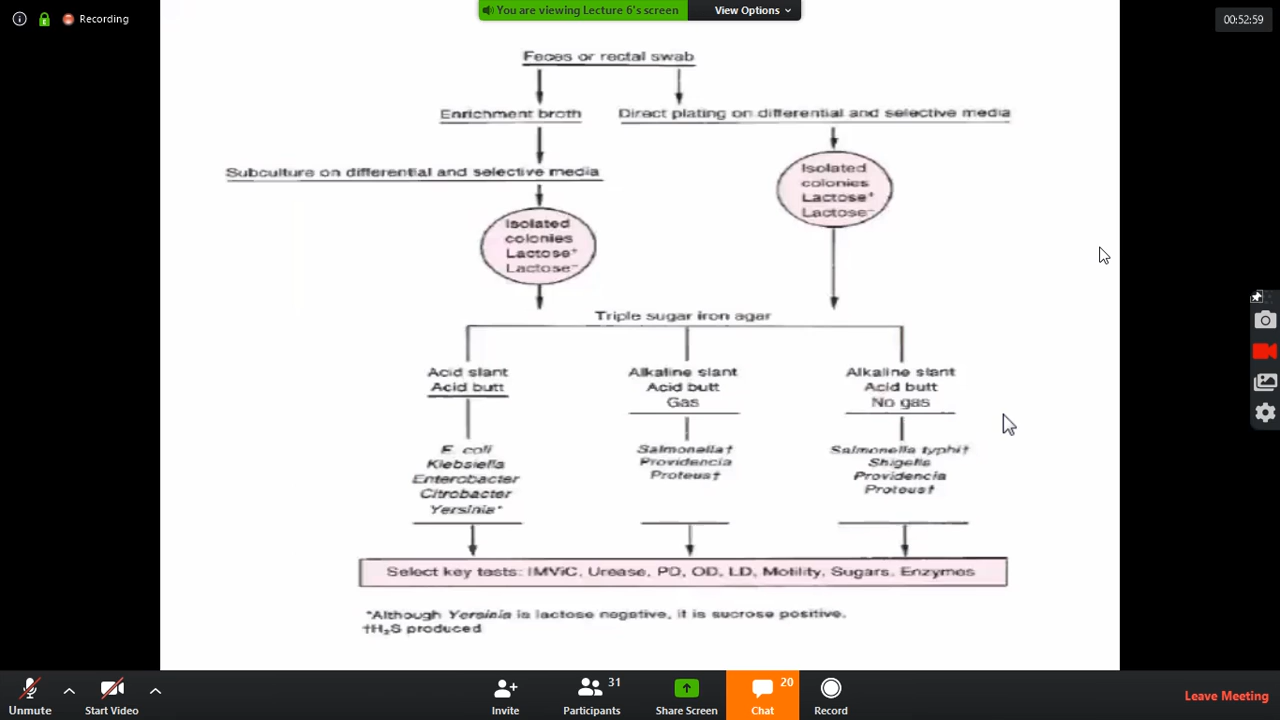 Recording
You are viewing Lecture 6's screen
View Options
00:52:59
Feces or rectal swab
Enrichment broth
Direct plating on differential and selective media
Subculture on differential and selective media
Isolated
colonies
Lactose⁺
Lactose⁻
Isolated
colonies
Lactose⁺
Lactose⁻
Triple sugar iron agar
Acid slant
Acid butt
Alkaline slant
Acid butt
Gas
Alkaline slant
Acid butt
No gas
E. coli
Klebsiella
Enterobacter
Citrobacter
Yersinia*
Salmonella†
Providencia
Proteus†
Salmonella typhi†
Shigella
Providencia
Proteus†
Select key tests: IMViC, Urease, PD, OD, LD, Motility, Sugars, Enzymes
*Although Yersinia is lactose negative, it is sucrose positive.
†H₂S produced
Unmute
Start Video
Invite
31
Participants
Share Screen
20
Chat
Record
Leave Meeting